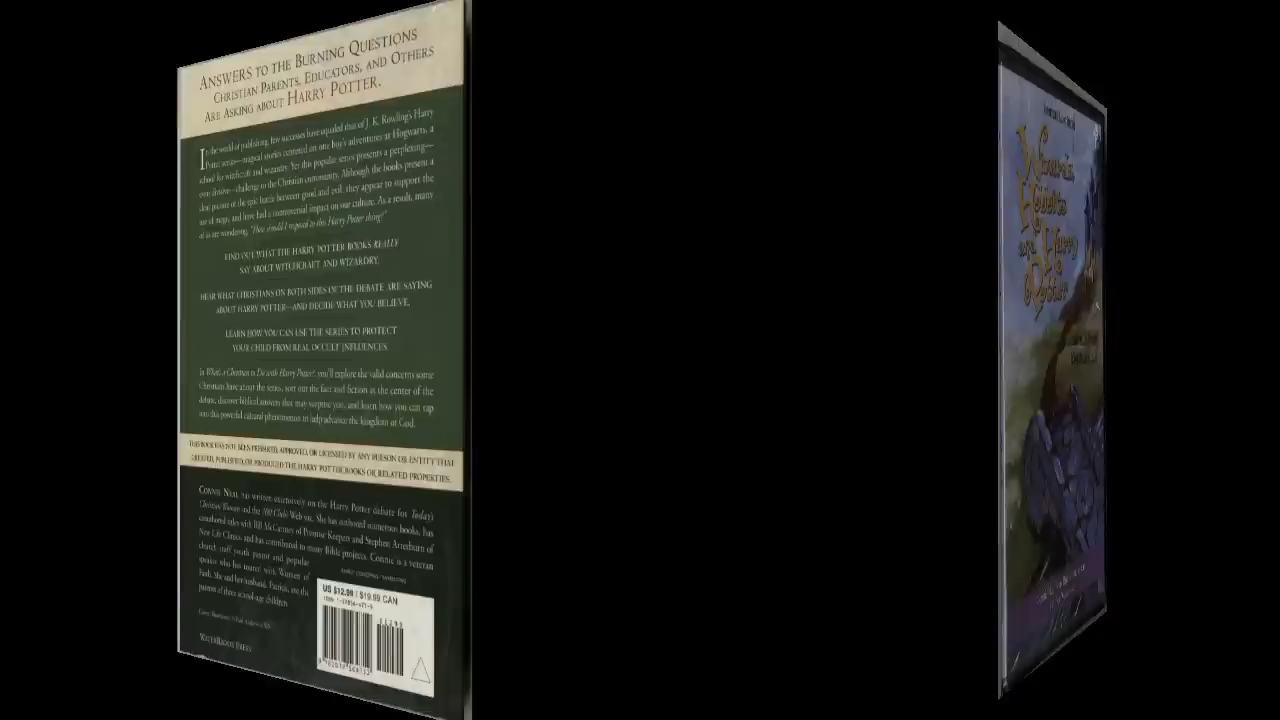 ANSWERS TO THE BURNING QUESTIONS
CHRISTIAN PARENTS, EDUCATORS, AND OTHERS
ARE ASKING ABOUT HARRY POTTER.
In the world of publishing, few successes have equaled that of J. K. Rowling's Harry
Potter series—magical stories centered on one boy's adventures at Hogwarts, a
school for witchcraft and wizardry. Yet this popular series presents a perplexing—
even divisive—challenge to the Christian community. Although the books present a
clear picture of the epic battle between good and evil, they appear to support the
use of magic and have had a controversial impact on our culture. As a result, many
of us are wondering, "How should I respond to this Harry Potter thing?"
FIND OUT WHAT THE HARRY POTTER BOOKS REALLY
SAY ABOUT WITCHCRAFT AND WIZARDRY.
HEAR WHAT CHRISTIANS ON BOTH SIDES OF THE DEBATE ARE SAYING
ABOUT HARRY POTTER—AND DECIDE WHAT YOU BELIEVE.
LEARN HOW YOU CAN USE THE SERIES TO PROTECT
YOUR CHILD FROM REAL OCCULT INFLUENCES.
In What's a Christian to Do with Harry Potter?, you'll explore the valid concerns some
Christians have about the series, sort out the fact and fiction at the center of the
debate, discover biblical answers that may surprise you, and learn how you can tap
into this powerful cultural phenomenon to help advance the kingdom of God.
THIS BOOK HAS NOT BEEN PREPARED, APPROVED, OR LICENSED BY ANY PERSON OR ENTITY THAT
CREATED, PUBLISHED, OR PRODUCED THE HARRY POTTER BOOKS OR RELATED PROPERTIES.
CONNIE NEAL has written extensively on the Harry Potter debate for Today's
Christian Woman and the 700 Club Web site. She has authored numerous books, has
coauthored titles with Bill McCartney of Promise Keepers and Stephen Arterburn of
New Life Clinics, and has contributed to many Bible projects. Connie is a veteran
church staff youth pastor and popular
speaker who has toured with Women of
Faith. She and her husband, Patrick, are the
parents of three school-age children.
WATERBROOK PRESS
US $12.99 / $19.99 CAN
Wizards,
Hobbits
and Harry
Potter